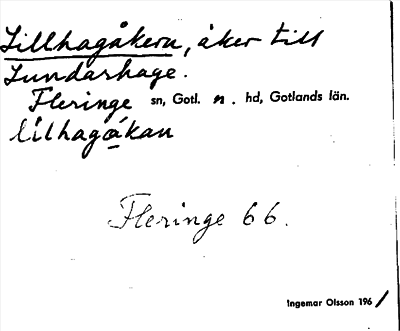 Lillhagåkern, åker till
Lundarhage.
Fleringe sn, Gotl. n. hd, Gotlands län.
lilhagåkan
Fleringe 66.
Ingemar Olsson 196/